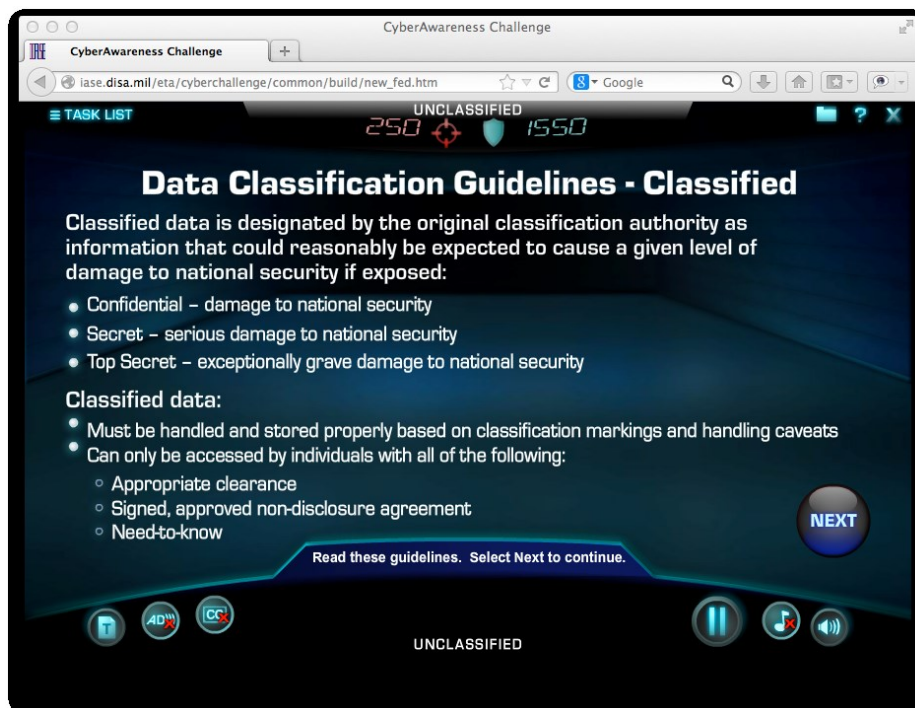 CyberAwareness Challenge
CyberAwareness Challenge
iase.disa.mil/eta/cyberchallenge/common/build/new_fed.htm
Google
TASK LIST
UNCLASSIFIED
250
1550
?
X
Data Classification Guidelines - Classified
Classified data is designated by the original classification authority as
information that could reasonably be expected to cause a given level of
damage to national security if exposed:
Confidential – damage to national security
Secret – serious damage to national security
Top Secret – exceptionally grave damage to national security
Classified data:
Must be handled and stored properly based on classification markings and handling caveats
Can only be accessed by individuals with all of the following:
Appropriate clearance
Signed, approved non-disclosure agreement
Need-to-know
NEXT
Read these guidelines. Select Next to continue.
T
AD
CC
UNCLASSIFIED